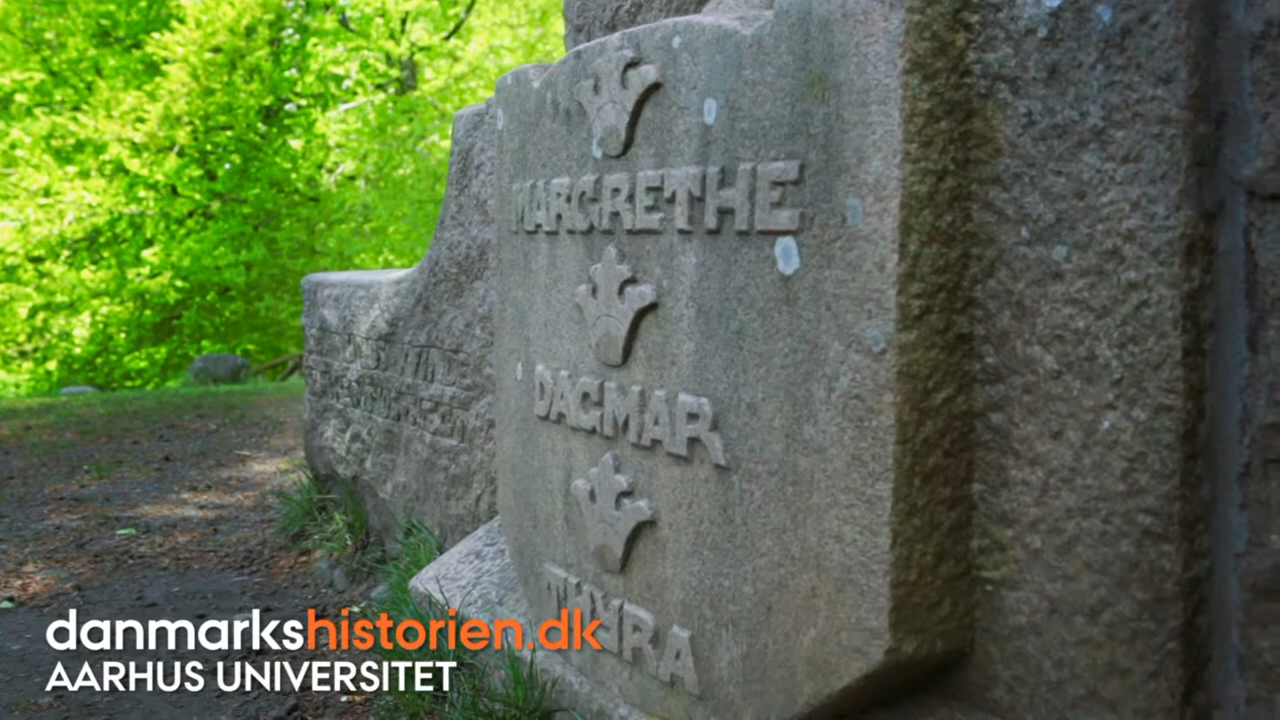 MARGRETHE
DAGMAR
THYRA
danmarkshistorien.dk
AARHUS UNIVERSITET